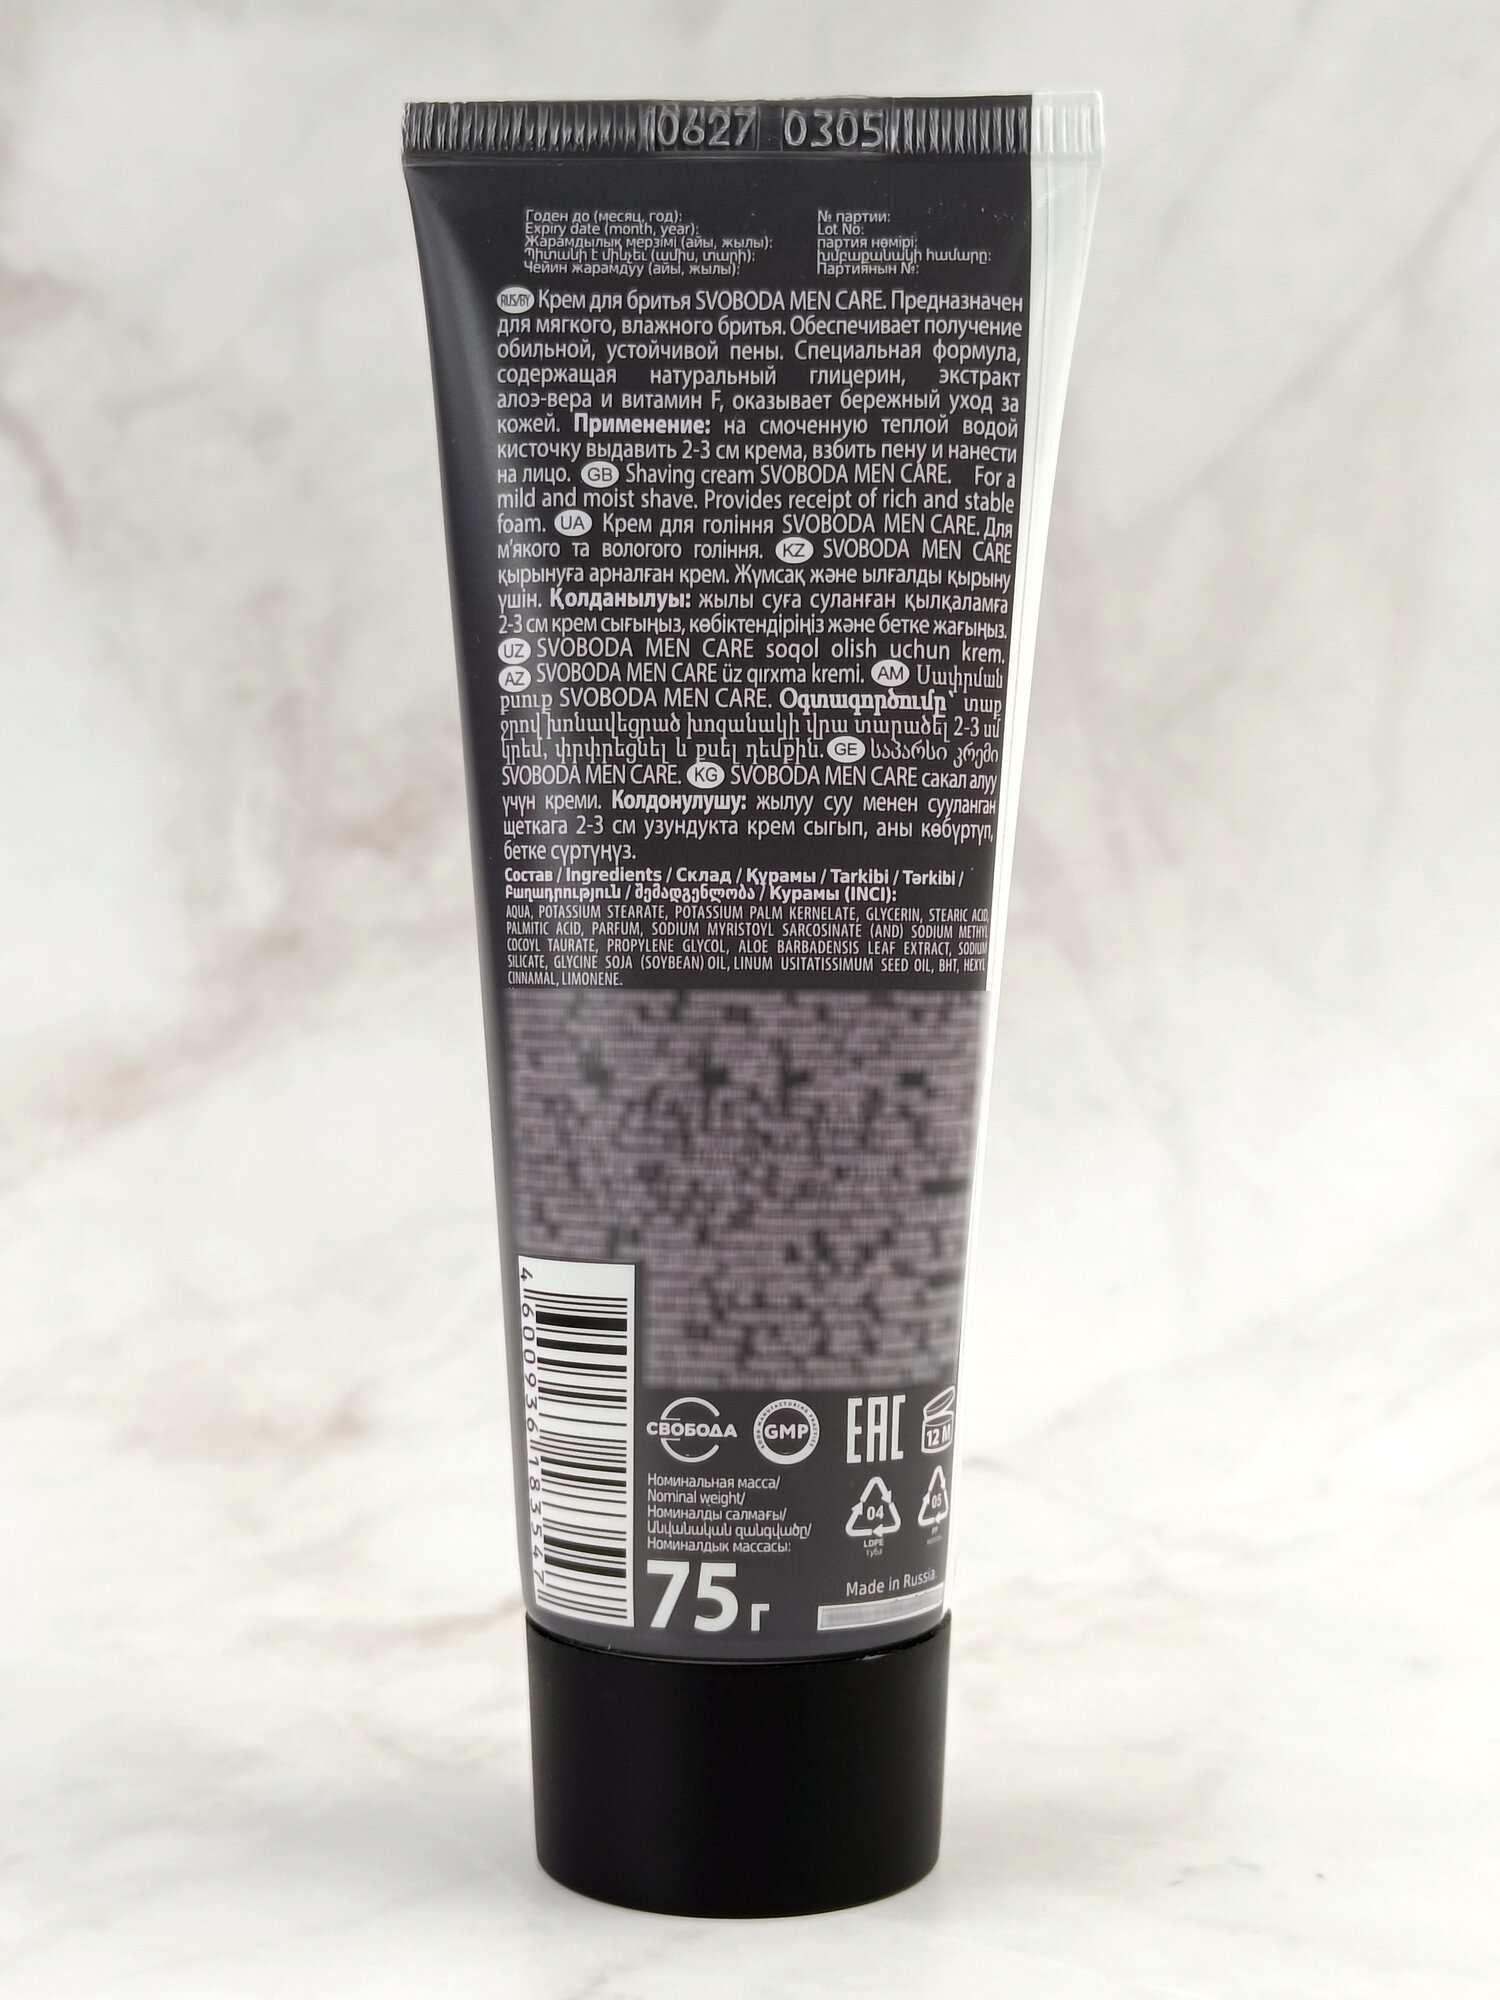 0627 0305
Годен до (месяц, год):
Expiry date (month, year):
Жарамдылық мерзімі (айы, жылы):
Պիտանի է մինչեւ (ամիս, տարի):
Чейин жарамдуу (айы, жылы):
№ партии:
Lot No:
партия нөмірі:
խմբաքանակի համարը:
Партиянын №:
RUS/BY Крем для бритья SVOBODA MEN CARE. Предназначен
для мягкого, влажного бритья. Обеспечивает получение
обильной, устойчивой пены. Специальная формула,
содержащая натуральный глицерин, экстракт
алоэ-вера и витамин F, оказывает бережный уход за
кожей. Применение: на смоченную теплой водой
кисточку выдавить 2-3 см крема, взбить пену и нанести
на лицо. GB Shaving cream SVOBODA MEN CARE. For a
mild and moist shave. Provides receipt of rich and stable
foam. UA Крем для гоління SVOBODA MEN CARE. Для
м'якого та вологого гоління. KZ SVOBODA MEN CARE
қырынуға арналған крем. Жұмсақ және ылғалды қырыну
үшін. Қолданылуы: жылы суға суланған қылқаламға
2-3 см крем сығыңыз, көбіктендіріңіз және бетке жағыңыз.
UZ SVOBODA MEN CARE soqol olish uchun krem.
AZ SVOBODA MEN CARE üz qırxma kremi. AM Սափրման
քսուք SVOBODA MEN CARE. Օգտագործումը՝ տաք
ջրով խոնավեցրած խոզանակի վրա տարածել 2-3 սմ
կրեմ, փրփրեցնել և քսել դեմքին. GE საპარსი კრემი
SVOBODA MEN CARE. KG SVOBODA MEN CARE сакал алуу
үчүн креми. Колдонулушу: жылуу суу менен сууланган
щеткага 2-3 см узундукта крем сыгып, аны көбүртүп,
бетке сүртүңүз.
Состав / Ingredients / Склад / Құрамы / Tarkibi / Tərkibi /
Բաղադրություն / შემადგენლობა / Курамы (INCI):
AQUA, POTASSIUM STEARATE, POTASSIUM PALM KERNELATE, GLYCERIN, STEARIC ACID,
PALMITIC ACID, PARFUM, SODIUM MYRISTOYL SARCOSINATE (AND) SODIUM METHYL
COCOYL TAURATE, PROPYLENE GLYCOL, ALOE BARBADENSIS LEAF EXTRACT, SODIUM
SILICATE, GLYCINE SOJA (SOYBEAN) OIL, LINUM USITATISSIMUM SEED OIL, BHT, HEXYL
CINNAMAL, LIMONENE.
4 600936 183547
СВОБОДА
GOOD MANUFACTURING PRACTICE
GMP
EAC
12 M
Номинальная масса/
Nominal weight/
Номиналды салмағы/
Անվանական զանգվածը/
Номиналдык массасы:
75 г
04
LDPE
туба
05
PP
Made in Russia